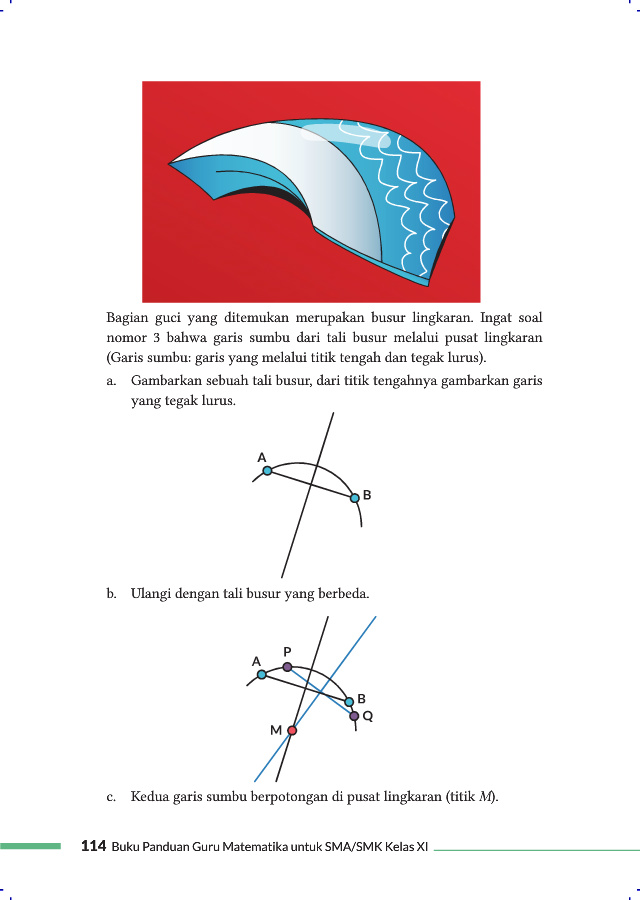 Bagian guci yang ditemukan merupakan busur lingkaran. Ingat soal
nomor 3 bahwa garis sumbu dari tali busur melalui pusat lingkaran
(Garis sumbu: garis yang melalui titik tengah dan tegak lurus).
a. Gambarkan sebuah tali busur, dari titik tengahnya gambarkan garis
yang tegak lurus.
A
B
b. Ulangi dengan tali busur yang berbeda.
P
A
B
Q
M
c. Kedua garis sumbu berpotongan di pusat lingkaran (titik M).
114 Buku Panduan Guru Matematika untuk SMA/SMK Kelas XI